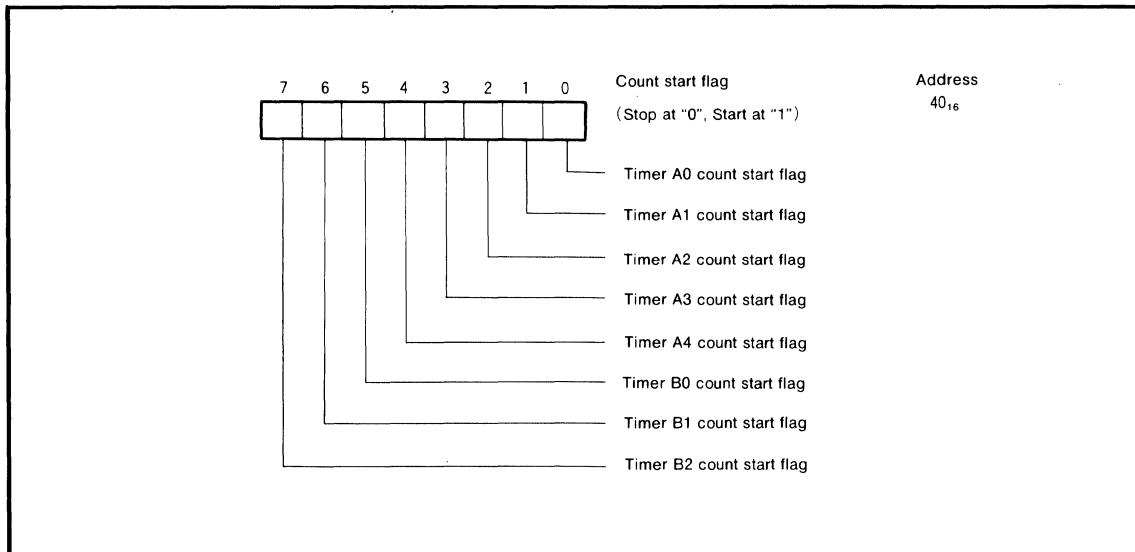 7 6 5 4 3 2 1 0
Count start flag
(Stop at “0”, Start at “1”)
Address
40₁₆
Timer A0 count start flag
Timer A1 count start flag
Timer A2 count start flag
Timer A3 count start flag
Timer A4 count start flag
Timer B0 count start flag
Timer B1 count start flag
Timer B2 count start flag